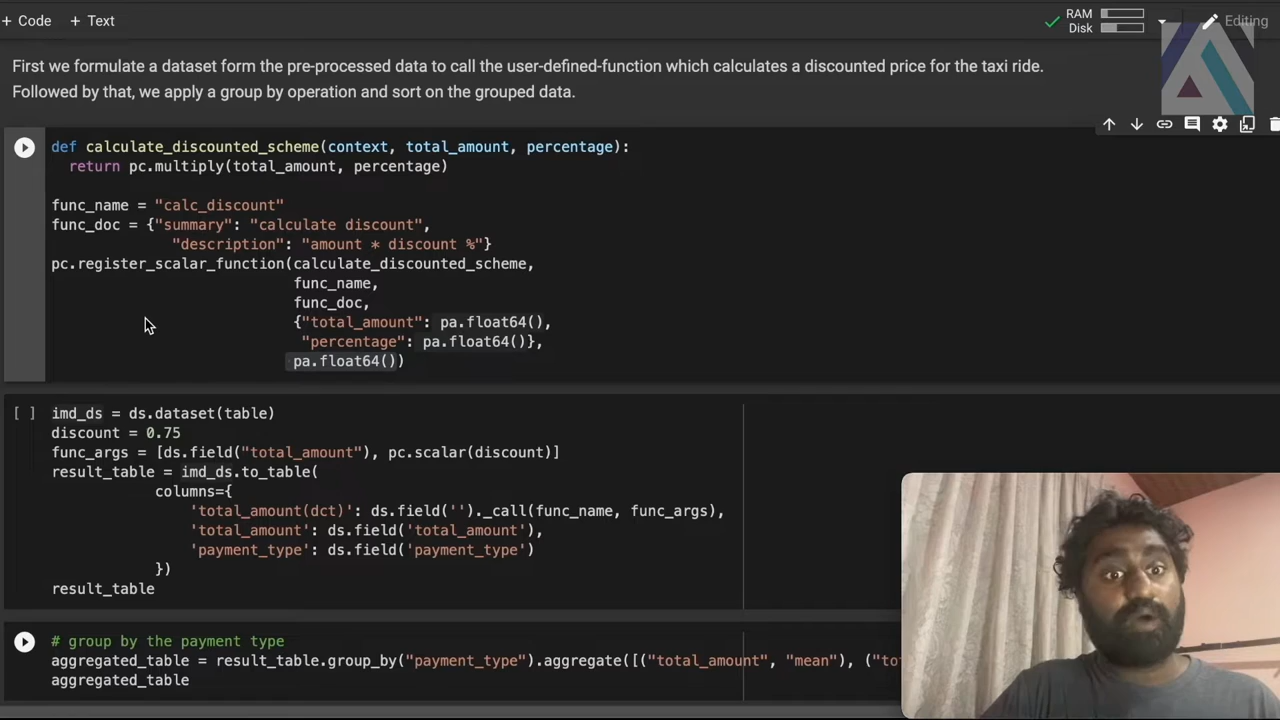 + Code + Text
RAM
Disk
Editing
First we formulate a dataset form the pre-processed data to call the user-defined-function which calculates a discounted price for the taxi ride.
Followed by that, we apply a group by operation and sort on the grouped data.
def calculate_discounted_scheme(context, total_amount, percentage):
return pc.multiply(total_amount, percentage)
func_name = "calc_discount"
func_doc = {"summary": "calculate discount",
"description": "amount * discount %"}
pc.register_scalar_function(calculate_discounted_scheme,
func_name,
func_doc,
{"total_amount": pa.float64(),
"percentage": pa.float64()},
pa.float64())
[ ] imd_ds = ds.dataset(table)
discount = 0.75
func_args = [ds.field("total_amount"), pc.scalar(discount)]
result_table = imd_ds.to_table(
columns={
'total_amount(dct)': ds.field('')._call(func_name, func_args),
'total_amount': ds.field('total_amount'),
'payment_type': ds.field('payment_type')
})
result_table
# group by the payment type
aggregated_table = result_table.group_by("payment_type").aggregate([("total_amount", "mean"), ("to
aggregated_table